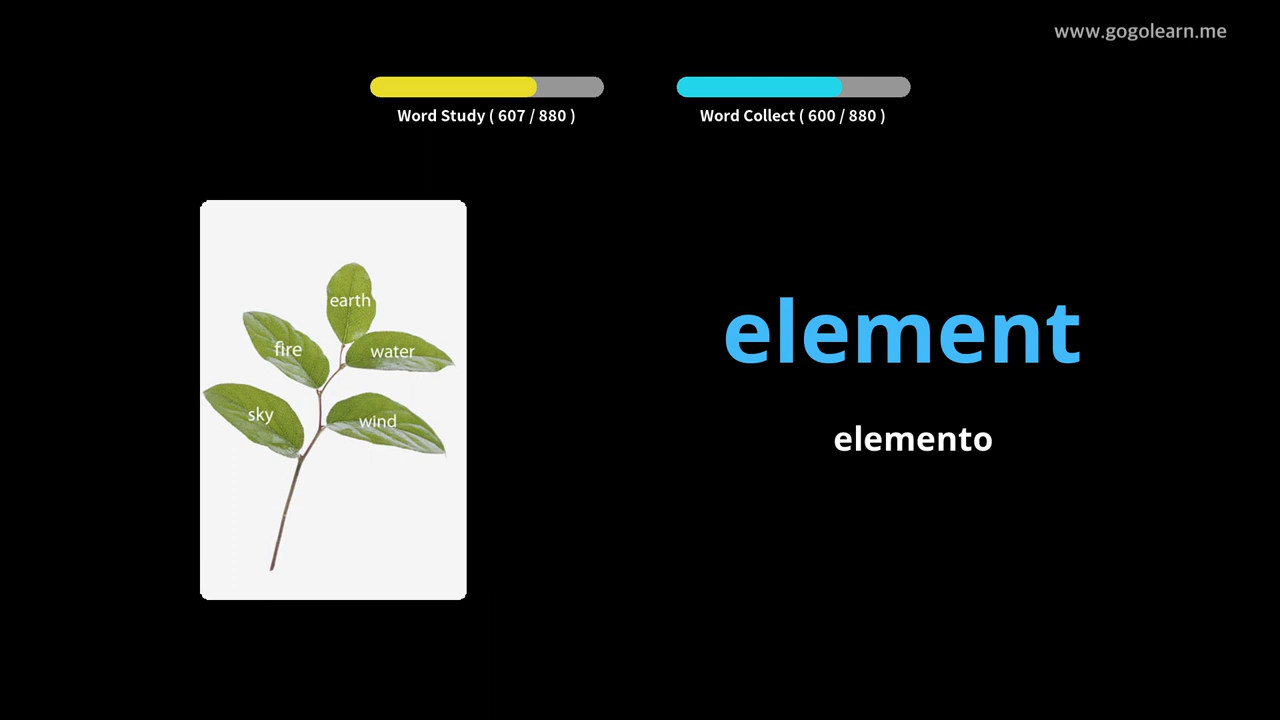 www.gogolearn.me
Word Study ( 607 / 880 )
Word Collect ( 600 / 880 )
earth
fire
water
sky
wind
element
elemento